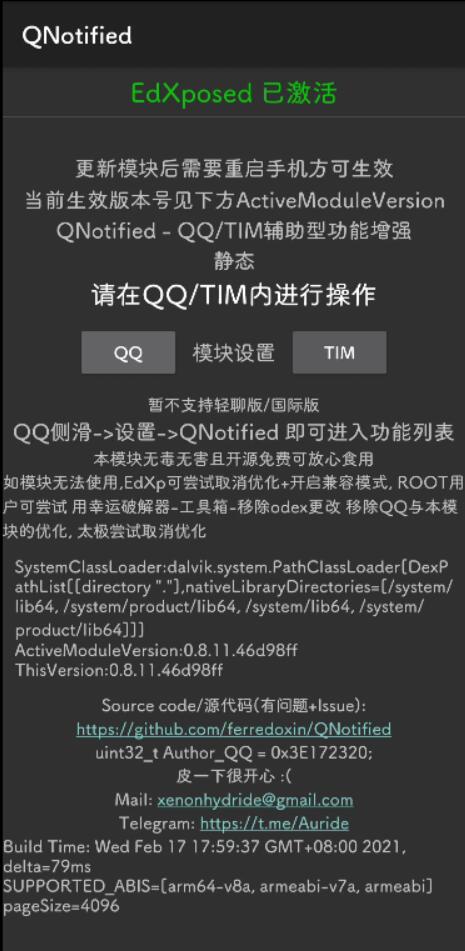 QNotified
EdXposed 已激活
更新模块后需要重启手机方可生效
当前生效版本号见下方ActiveModuleVersion
QNotified - QQ/TIM辅助型功能增强
静态
请在QQ/TIM内进行操作
QQ 模块设置 TIM
暂不支持轻聊版/国际版
QQ侧滑->设置->QNotified 即可进入功能列表
本模块无毒无害且开源免费可放心食用
如模块无法使用,EdXp可尝试取消优化+开启兼容模式, ROOT用
户可尝试 用幸运破解器-工具箱-移除odex更改 移除QQ与本模
块的优化, 太极尝试取消优化
SystemClassLoader:dalvik.system.PathClassLoader[DexP
athList[[directory "."],nativeLibraryDirectories=[/system/
lib64, /system/product/lib64, /system/lib64, /system/
product/lib64]]]
ActiveModuleVersion:0.8.11.46d98ff
ThisVersion:0.8.11.46d98ff
Source code/源代码(有问题+Issue):
https://github.com/ferredoxin/QNotified
uint32_t Author_QQ = 0x3E172320;
皮一下很开心 :(
Mail: xenonhydride@gmail.com
Telegram: https://t.me/Auride
Build Time: Wed Feb 17 17:59:37 GMT+08:00 2021,
delta=79ms
SUPPORTED_ABIS=[arm64-v8a, armeabi-v7a, armeabi]
pageSize=4096